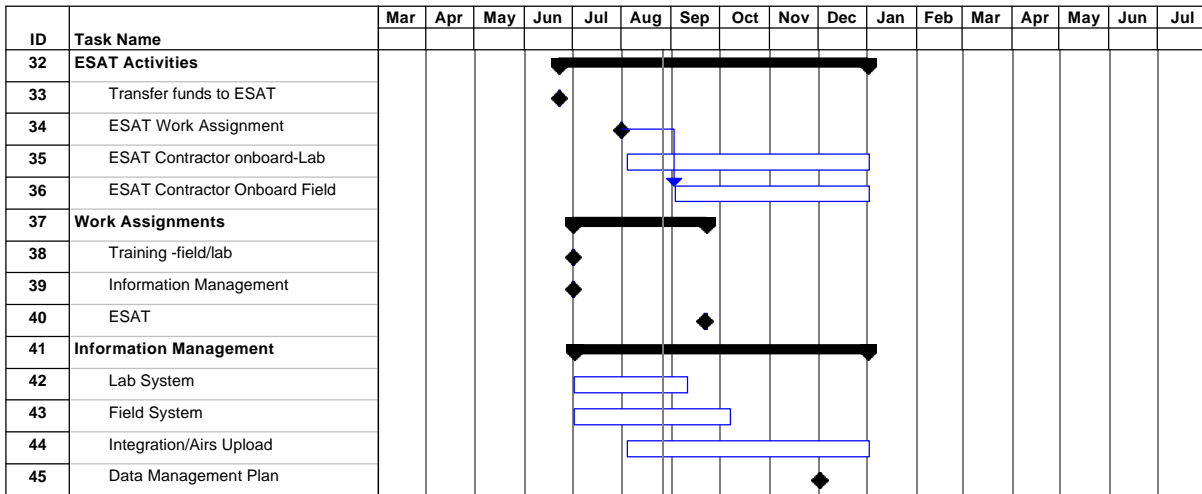 Mar Apr May Jun Jul Aug Sep Oct Nov Dec Jan Feb Mar Apr May Jun Jul
ID Task Name
32 ESAT Activities
33 Transfer funds to ESAT
34 ESAT Work Assignment
35 ESAT Contractor onboard-Lab
36 ESAT Contractor Onboard Field
37 Work Assignments
38 Training -field/lab
39 Information Management
40 ESAT
41 Information Management
42 Lab System
43 Field System
44 Integration/Airs Upload
45 Data Management Plan